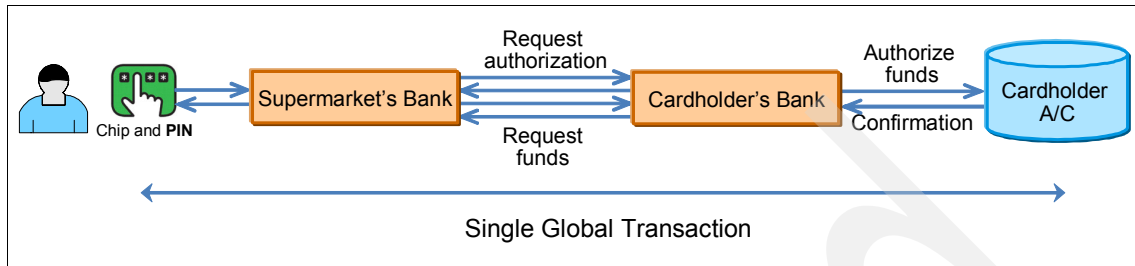 * * * *
Chip and PIN
Supermarket's Bank
Request
authorization
Request
funds
Cardholder's Bank
Authorize
funds
Confirmation
Cardholder
A/C
Single Global Transaction